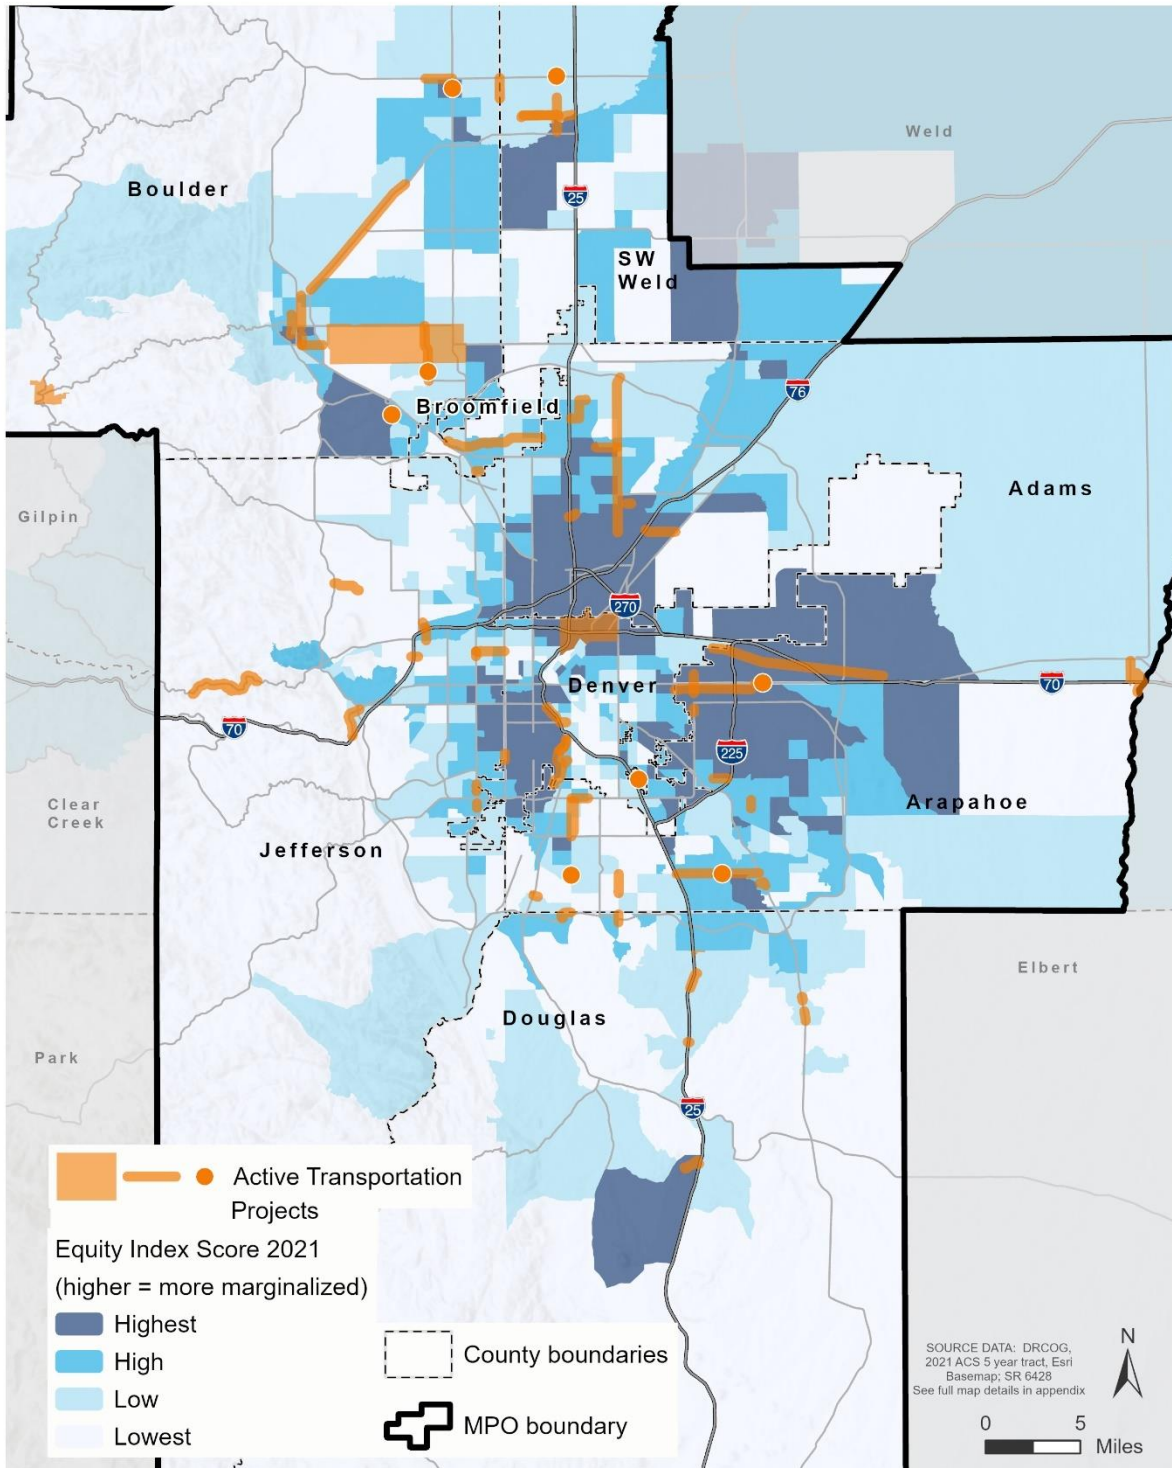 Weld
Boulder
25
SW
Weld
76
Broomfield
Adams
Gilpin
270
Denver
70
70
225
Clear
Creek
Arapahoe
Jefferson
Elbert
Douglas
Park
25
Active Transportation
Projects
Equity Index Score 2021
(higher = more marginalized)
Highest
High
Low
Lowest
County boundaries
MPO boundary
SOURCE DATA: DRCOG,
2021 ACS 5 year tract, Esri
Basemap; SR 6428
See full map details in appendix
N
0 5
Miles